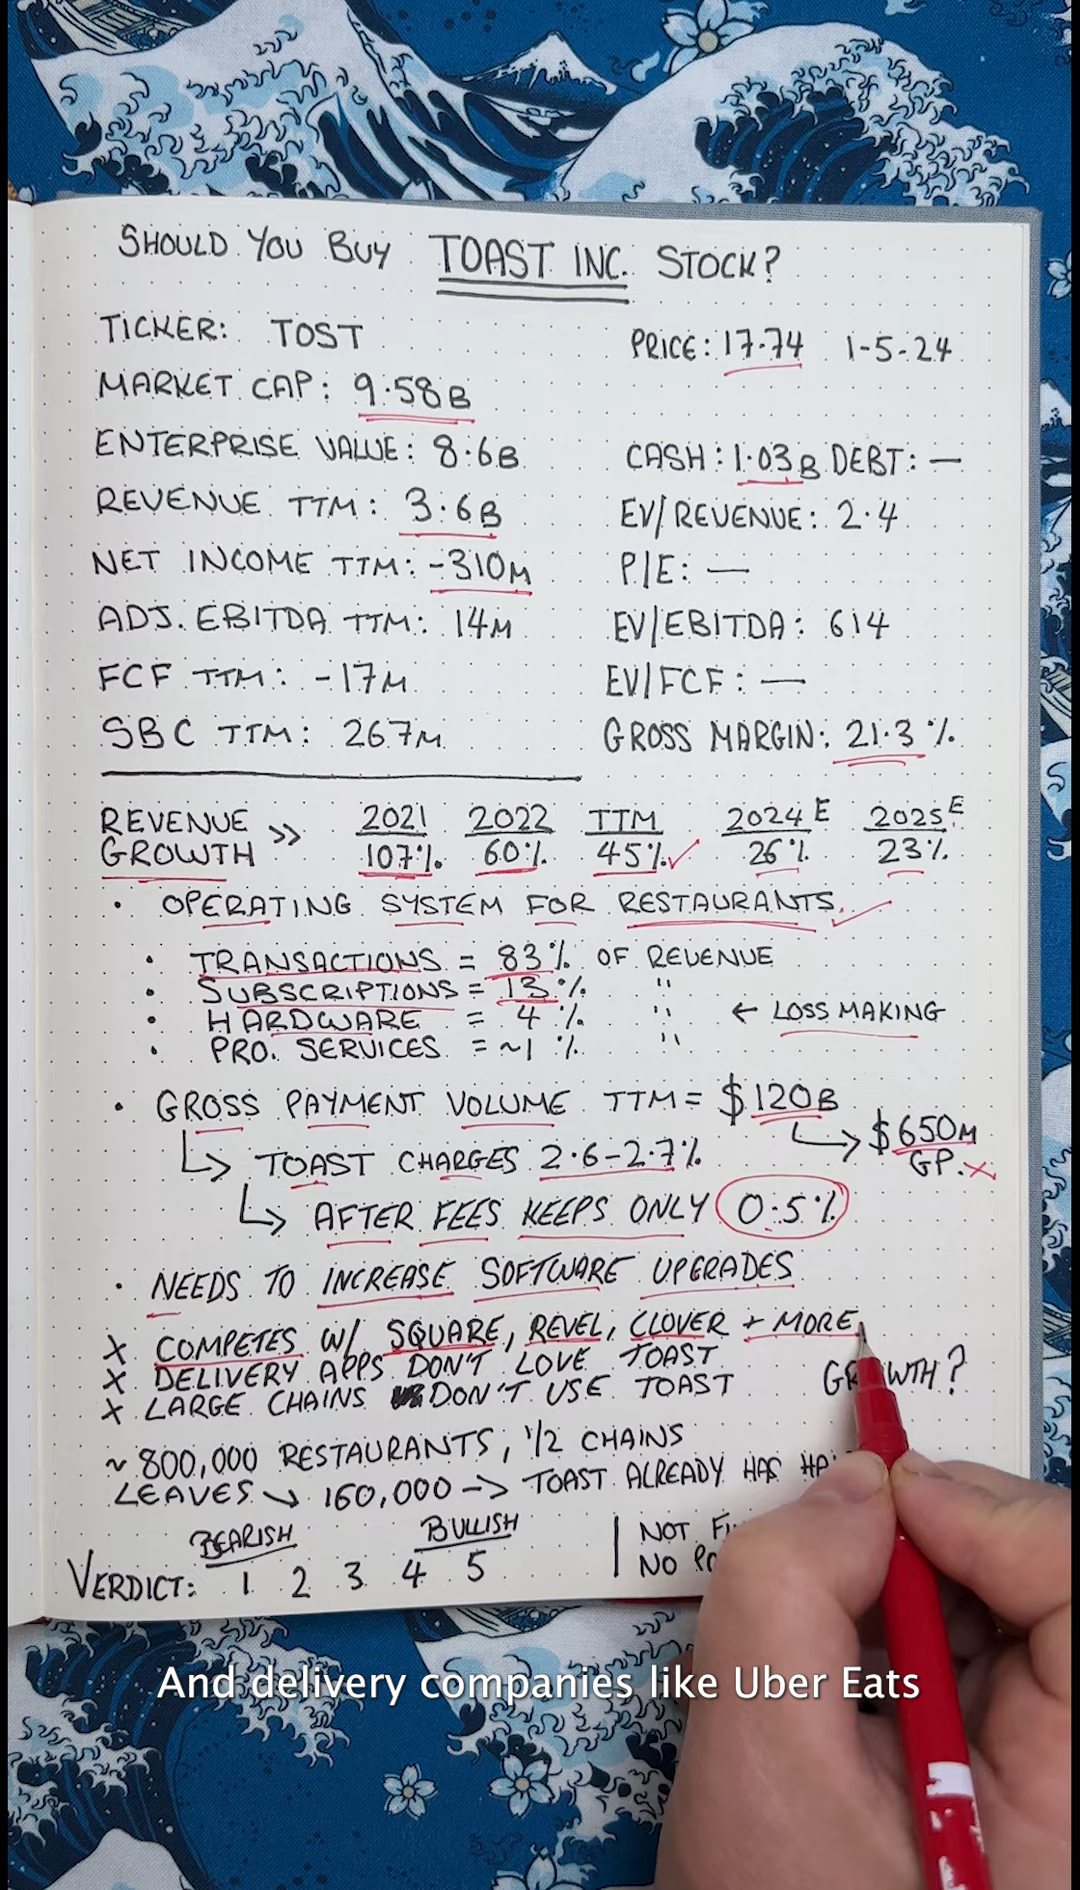 SHOULD YOU BUY TOAST INC. STOCK?
TICKER: TOST PRICE: 17.74 1-5-24
MARKET CAP: 9.58B
ENTERPRISE VALUE: 8.6B CASH: 1.03B DEBT: —
REVENUE TTM: 3.6B EV/REVENUE: 2.4
NET INCOME TTM: -310M P/E: —
ADJ. EBITDA TTM: 14M EV/EBITDA: 614
FCF TTM: -17M EV/FCF: —
SBC TTM: 267M GROSS MARGIN: 21.3%
REVENUE GROWTH >> 2021 2022 TTM 2024E 2025E
107% 60% 45% 26% 23%
• OPERATING SYSTEM FOR RESTAURANTS.
• TRANSACTIONS = 83% OF REVENUE
• SUBSCRIPTIONS = 13% "
• HARDWARE = 4% " ← LOSS MAKING
• PRO. SERVICES = ~1% "
• GROSS PAYMENT VOLUME TTM = $120B
↳ $650M GP.
↳ TOAST CHARGES 2.6-2.7%
↳ AFTER FEES KEEPS ONLY 0.5%
• NEEDS TO INCREASE SOFTWARE UPGRADES
X COMPETES W/ SQUARE, REVEL, CLOVER + MORE
X DELIVERY APPS DON'T LOVE TOAST
X LARGE CHAINS DON'T USE TOAST
~800,000 RESTAURANTS, 1/2 CHAINS
LEAVES ↘ 160,000 → TOAST ALREADY HAS
BEARISH BULLISH
VERDICT: 1 2 3 4 5
NOT
NO
And delivery companies like Uber Eats